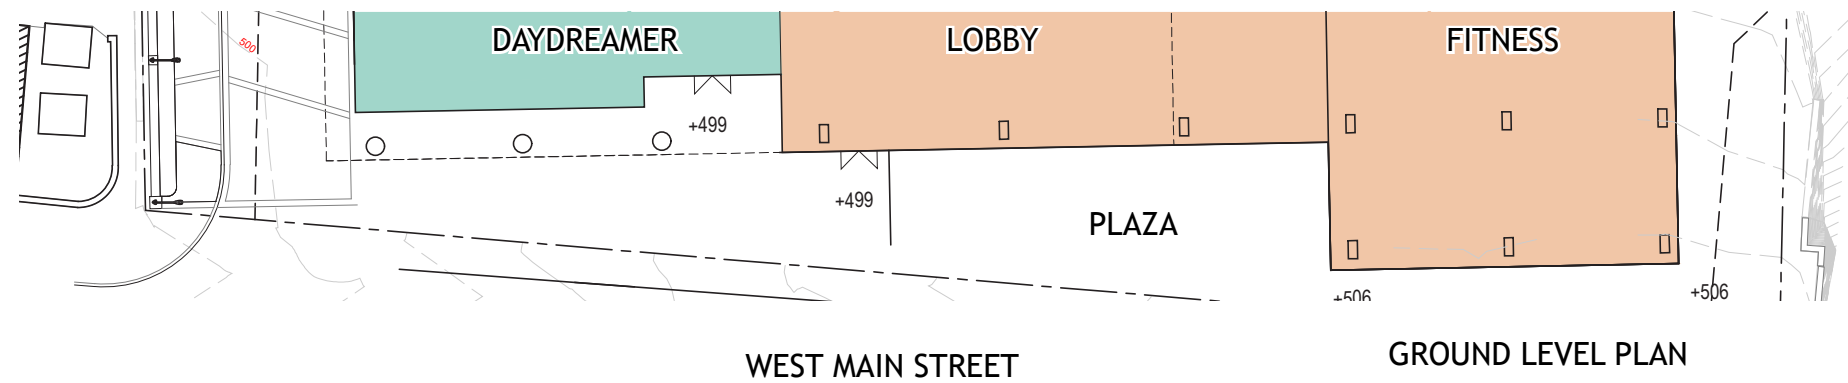 DAYDREAMER
LOBBY
FITNESS
500
+499
+499
PLAZA
+506
+506
WEST MAIN STREET
GROUND LEVEL PLAN